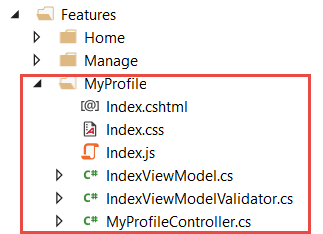 Features
Home
Manage
MyProfile
[@] Index.cshtml
Index.css
Index.js
C# IndexViewModel.cs
C# IndexViewModelValidator.cs
C# MyProfileController.cs